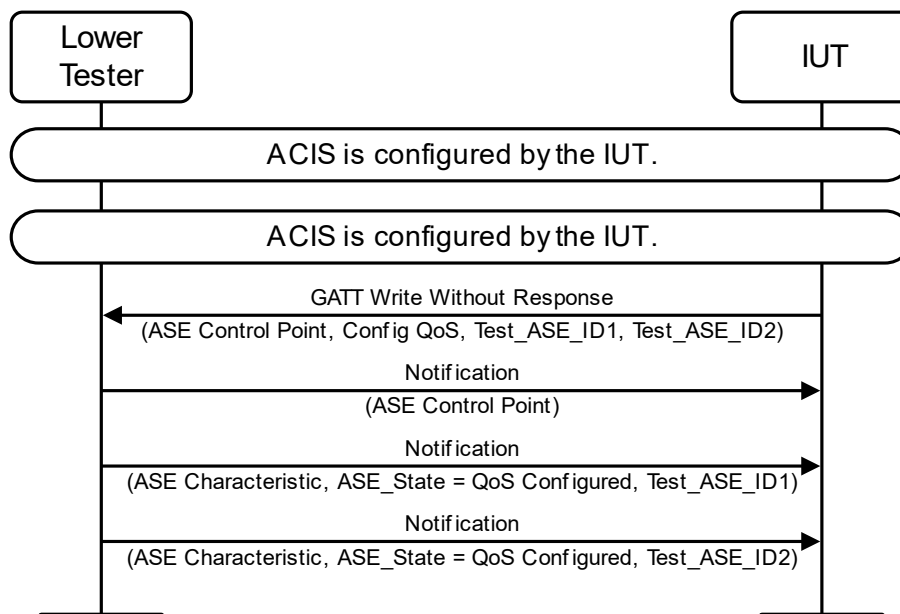 Lower
Tester
IUT
A CIS is configured by the IUT.
A CIS is configured by the IUT.
GATT Write Without Response
(ASE Control Point, Config QoS, Test_ASE_ID1, Test_ASE_ID2)
Notification
(ASE Control Point)
Notification
(ASE Characteristic, ASE_State = QoS Configured, Test_ASE_ID1)
Notification
(ASE Characteristic, ASE_State = QoS Configured, Test_ASE_ID2)